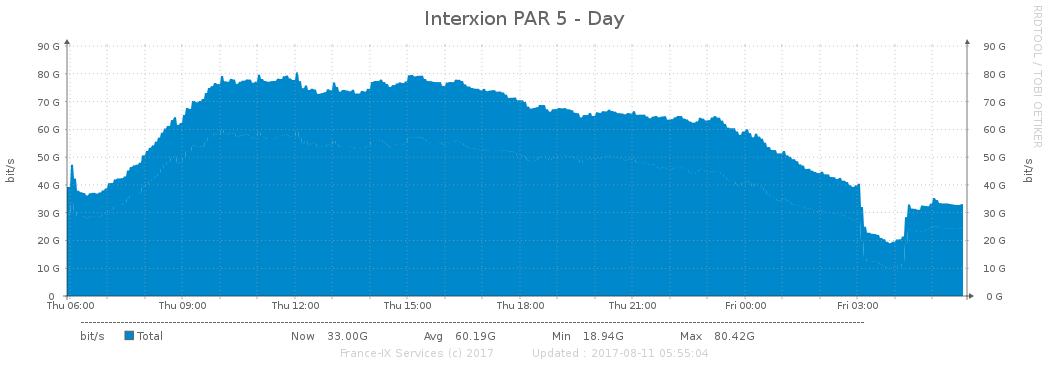 Interxion PAR 5 - Day
RRDTOOL / TOBI OETIKER
90 G 90 G
80 G 80 G
70 G 70 G
60 G 60 G
50 G 50 G
40 G 40 G
30 G 30 G
20 G 20 G
10 G 10 G
0 0 G
bit/s bit/s
Thu 06:00 Thu 09:00 Thu 12:00 Thu 15:00 Thu 18:00 Thu 21:00 Fri 00:00 Fri 03:00
bit/s Total Now 33.00G Avg 60.19G Min 18.94G Max 80.42G
France-IX Services (c) 2017 Updated : 2017-08-11 05:55:04